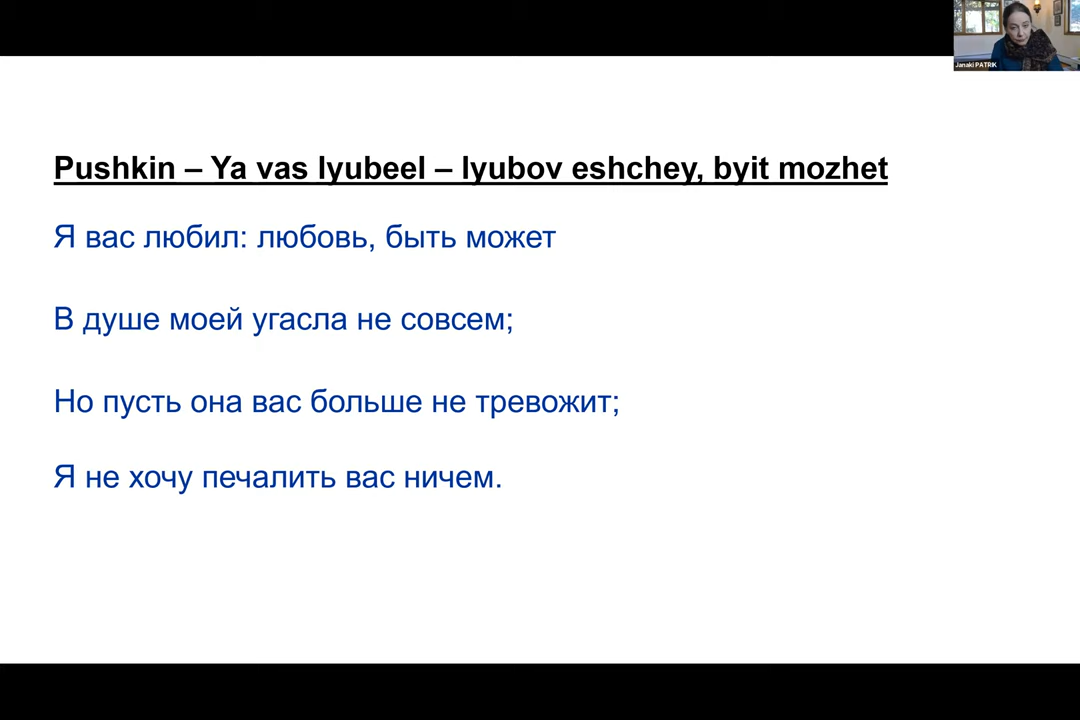 Janaki PATRIK
Pushkin – Ya vas lyubeel – lyubov eshchey, byit mozhet
Я вас любил: любовь, быть может
В душе моей угасла не совсем;
Но пусть она вас больше не тревожит;
Я не хочу печалить вас ничем.